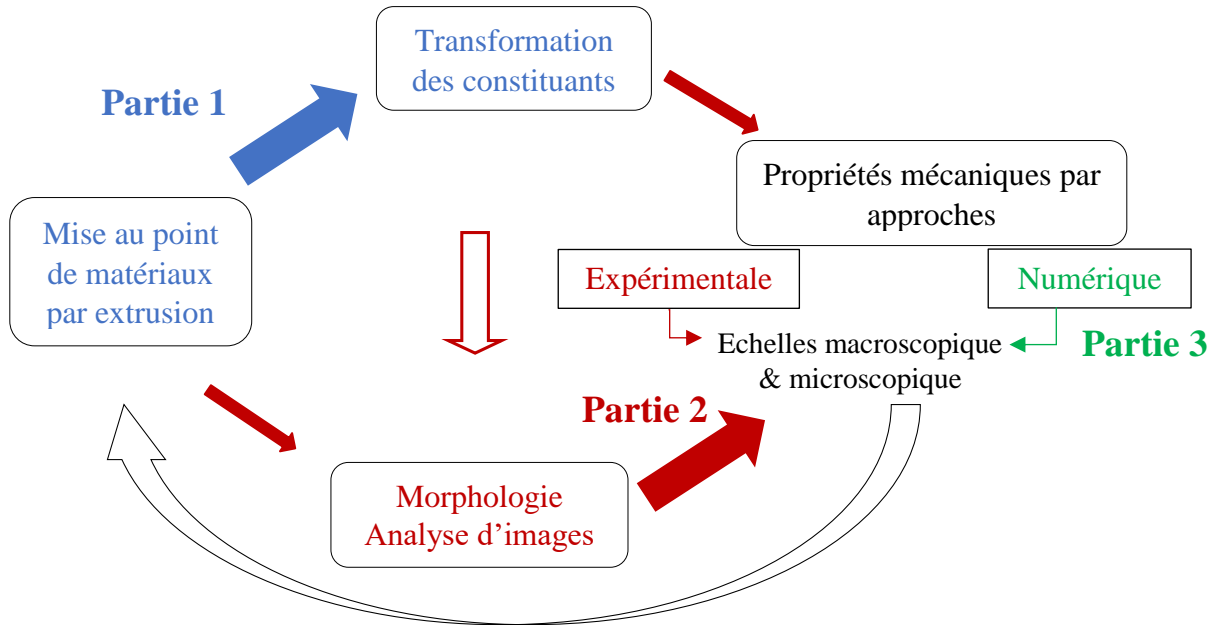 Transformation
des constituants
Partie 1
Propriétés mécaniques par
approches
Mise au point
de matériaux
par extrusion
Expérimentale
Numérique
Echelles macroscopique
& microscopique
Partie 3
Partie 2
Morphologie
Analyse d’images